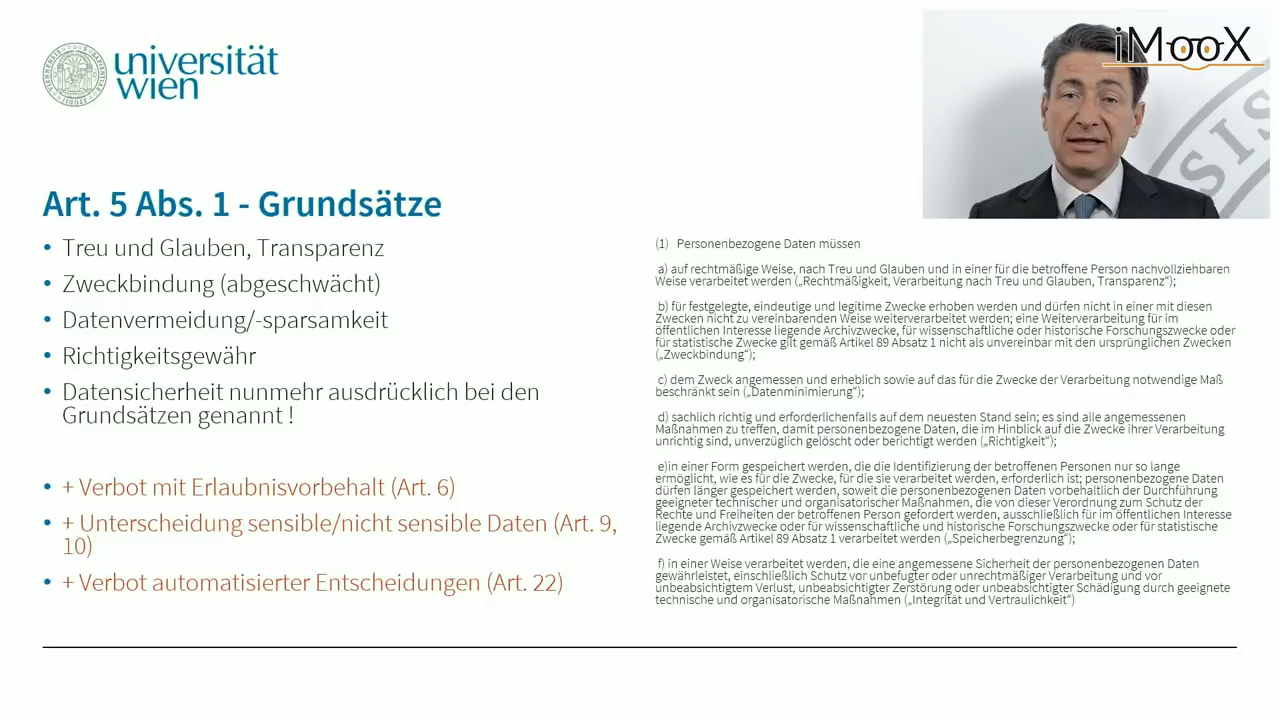 universität
wien
iMooX
SIS
Art. 5 Abs. 1 - Grundsätze
• Treu und Glauben, Transparenz
• Zweckbindung (abgeschwächt)
• Datenvermeidung/-sparsamkeit
• Richtigkeitsgewähr
• Datensicherheit nunmehr ausdrücklich bei den
Grundsätzen genannt !
• + Verbot mit Erlaubnisvorbehalt (Art. 6)
• + Unterscheidung sensible/nicht sensible Daten (Art. 9,
10)
• + Verbot automatisierter Entscheidungen (Art. 22)
(1) Personenbezogene Daten müssen
a) auf rechtmäßige Weise, nach Treu und Glauben und in einer für die betroffene Person nachvollziehbaren
Weise verarbeitet werden („Rechtmäßigkeit, Verarbeitung nach Treu und Glauben, Transparenz“);
b) für festgelegte, eindeutige und legitime Zwecke erhoben werden und dürfen nicht in einer mit diesen
Zwecken nicht zu vereinbarenden Weise weiterverarbeitet werden; eine Weiterverarbeitung für im
öffentlichen Interesse liegende Archivzwecke, für wissenschaftliche oder historische Forschungszwecke oder
für statistische Zwecke gilt gemäß Artikel 89 Absatz 1 nicht als unvereinbar mit den ursprünglichen Zwecken
(„Zweckbindung“);
c) dem Zweck angemessen und erheblich sowie auf das für die Zwecke der Verarbeitung notwendige Maß
beschränkt sein („Datenminimierung“);
d) sachlich richtig und erforderlichenfalls auf dem neuesten Stand sein; es sind alle angemessenen
Maßnahmen zu treffen, damit personenbezogene Daten, die im Hinblick auf die Zwecke ihrer Verarbeitung
unrichtig sind, unverzüglich gelöscht oder berichtigt werden („Richtigkeit“);
e)in einer Form gespeichert werden, die die Identifizierung der betroffenen Personen nur so lange
ermöglicht, wie es für die Zwecke, für die sie verarbeitet werden, erforderlich ist; personenbezogene Daten
dürfen länger gespeichert werden, soweit die personenbezogenen Daten vorbehaltlich der Durchführung
geeigneter technischer und organisatorischer Maßnahmen, die von dieser Verordnung zum Schutz der
Rechte und Freiheiten der betroffenen Person gefordert werden, ausschließlich für im öffentlichen Interesse
liegende Archivzwecke oder für wissenschaftliche und historische Forschungszwecke oder für statistische
Zwecke gemäß Artikel 89 Absatz 1 verarbeitet werden („Speicherbegrenzung“);
f) in einer Weise verarbeitet werden, die eine angemessene Sicherheit der personenbezogenen Daten
gewährleistet, einschließlich Schutz vor unbefugter oder unrechtmäßiger Verarbeitung und vor
unbeabsichtigtem Verlust, unbeabsichtigter Zerstörung oder unbeabsichtigter Schädigung durch geeignete
technische und organisatorische Maßnahmen („Integrität und Vertraulichkeit“)